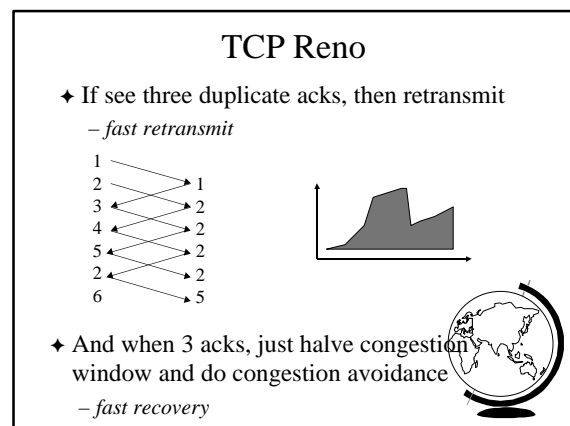 TCP Reno
✦ If see three duplicate acks, then retransmit
– fast retransmit
1
2 1
3 2
4 2
5 2
2 2
6 5
✦ And when 3 acks, just halve congestion
window and do congestion avoidance
– fast recovery